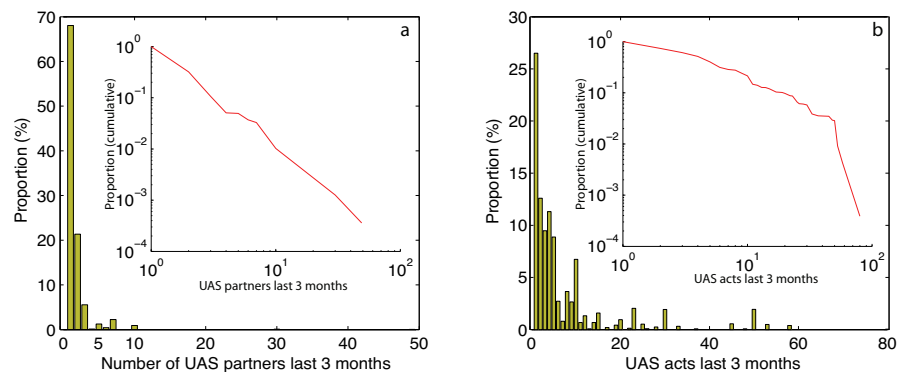 a
70
60
50
40
30
20
10
0
Proportion (%)
0 5 10 20 30 40 50
Number of UAS partners last 3 months
10^0
10^-1
10^-2
10^-3
10^-4
Proportion (cumulative)
10^0 10^1 10^2
UAS partners last 3 months
b
30
25
20
15
10
5
0
Proportion (%)
0 20 40 60 80
UAS acts last 3 months
10^0
10^-1
10^-2
10^-3
10^-4
Proportion (cumulative)
10^0 10^1 10^2
UAS acts last 3 months